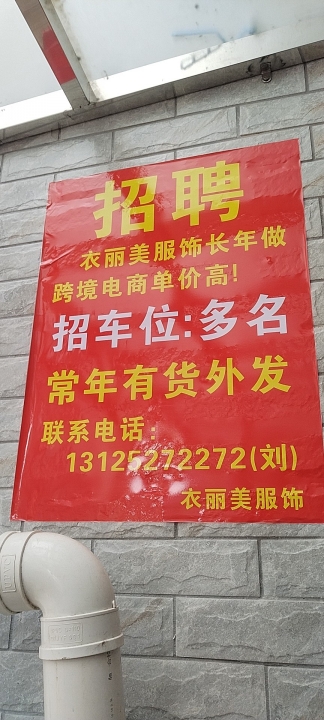 招聘
衣丽美服饰长年做
跨境电商单价高!
招车位:多名
常年有货外发
联系电话:
13125272272(刘)
衣丽美服饰